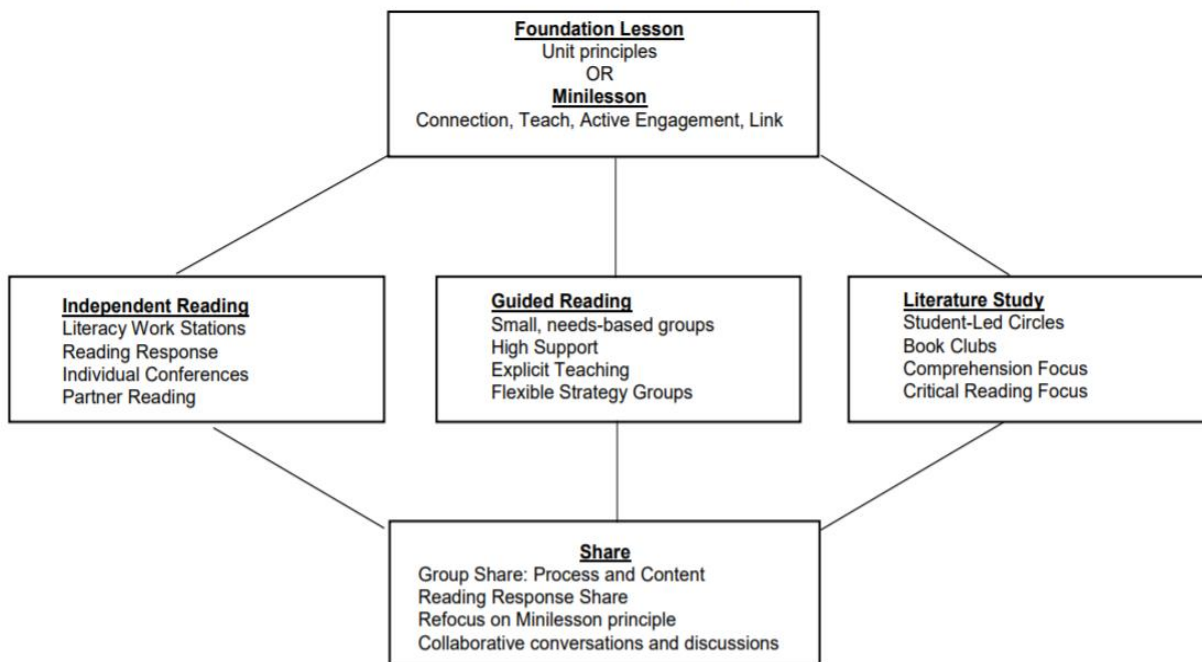 Foundation Lesson
Unit principles
OR
Minilesson
Connection, Teach, Active Engagement, Link
Independent Reading
Literacy Work Stations
Reading Response
Individual Conferences
Partner Reading
Guided Reading
Small, needs-based groups
High Support
Explicit Teaching
Flexible Strategy Groups
Literature Study
Student-Led Circles
Book Clubs
Comprehension Focus
Critical Reading Focus
Share
Group Share: Process and Content
Reading Response Share
Refocus on Minilesson principle
Collaborative conversations and discussions